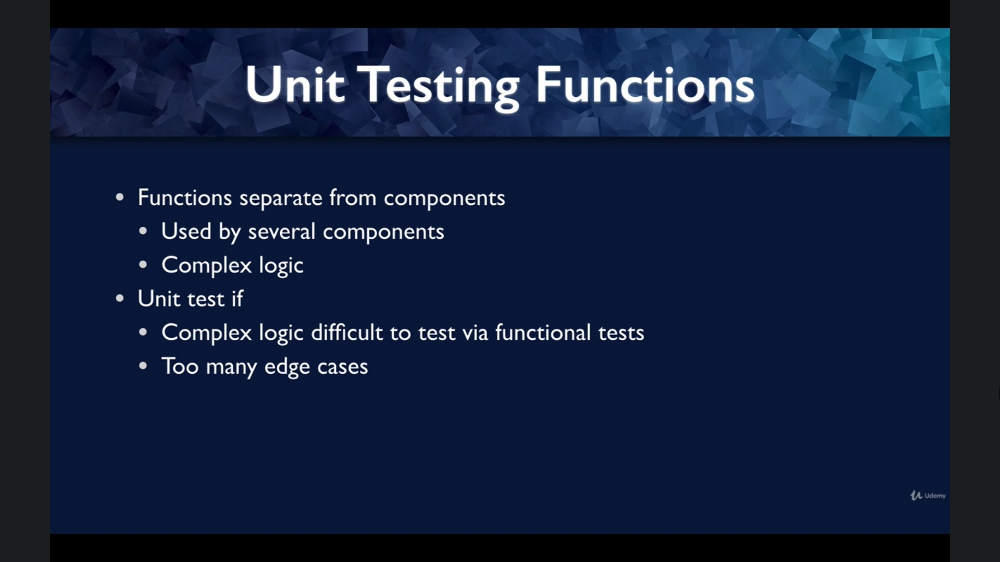 Unit Testing Functions
• Functions separate from components
• Used by several components
• Complex logic
• Unit test if
• Complex logic difficult to test via functional tests
• Too many edge cases
Udemy